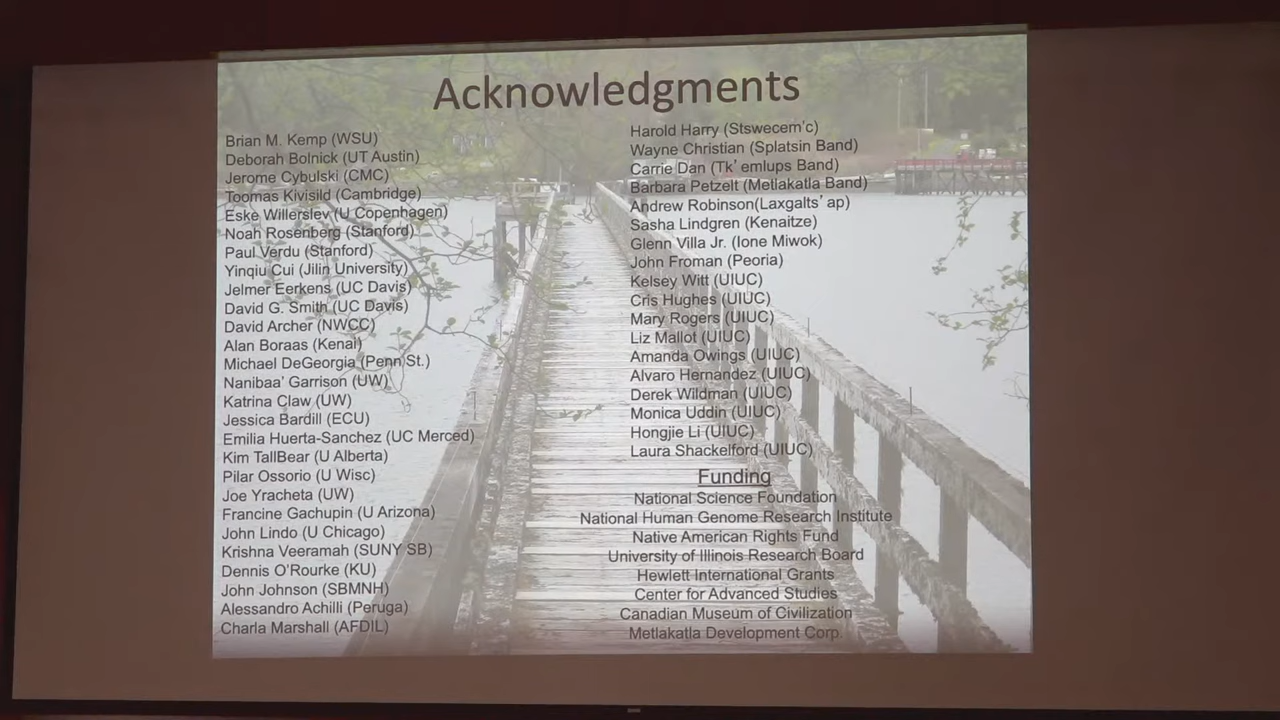 Acknowledgments
Brian M. Kemp (WSU)
Deborah Bolnick (UT Austin)
Jerome Cybulski (CMC)
Toomas Kivisild (Cambridge)
Eske Willerslev (U Copenhagen)
Noah Rosenberg (Stanford)
Paul Verdu (Stanford)
Yinqiu Cui (Jilin University)
Jelmer Eerkens (UC Davis)
David G. Smith (UC Davis)
David Archer (NWCC)
Alan Boraas (Kenai)
Michael DeGeorgia (Penn St.)
Nanibaa' Garrison (UW)
Katrina Claw (UW)
Jessica Bardill (ECU)
Emilia Huerta-Sanchez (UC Merced)
Kim TallBear (U Alberta)
Pilar Ossorio (U Wisc)
Joe Yracheta (UW)
Francine Gachupin (U Arizona)
John Lindo (U Chicago)
Krishna Veeramah (SUNY SB)
Dennis O'Rourke (KU)
John Johnson (SBMNH)
Alessandro Achilli (Peruga)
Charla Marshall (AFDIL)
Harold Harry (Stswecem'c)
Wayne Christian (Splatsin Band)
Carrie Dan (Tk' emlups Band)
Barbara Petzelt (Metlakatla Band)
Andrew Robinson(Laxgalts' ap)
Sasha Lindgren (Kenaitze)
Glenn Villa Jr. (Ione Miwok)
John Froman (Peoria)
Kelsey Witt (UIUC)
Cris Hughes (UIUC)
Mary Rogers (UIUC)
Liz Mallot (UIUC)
Amanda Owings (UIUC)
Alvaro Hernandez (UIUC)
Derek Wildman (UIUC)
Monica Uddin (UIUC)
Hongjie Li (UIUC)
Laura Shackelford (UIUC)
Funding
National Science Foundation
National Human Genome Research Institute
Native American Rights Fund
University of Illinois Research Board
Hewlett International Grants
Center for Advanced Studies
Canadian Museum of Civilization
Metlakatla Development Corp.